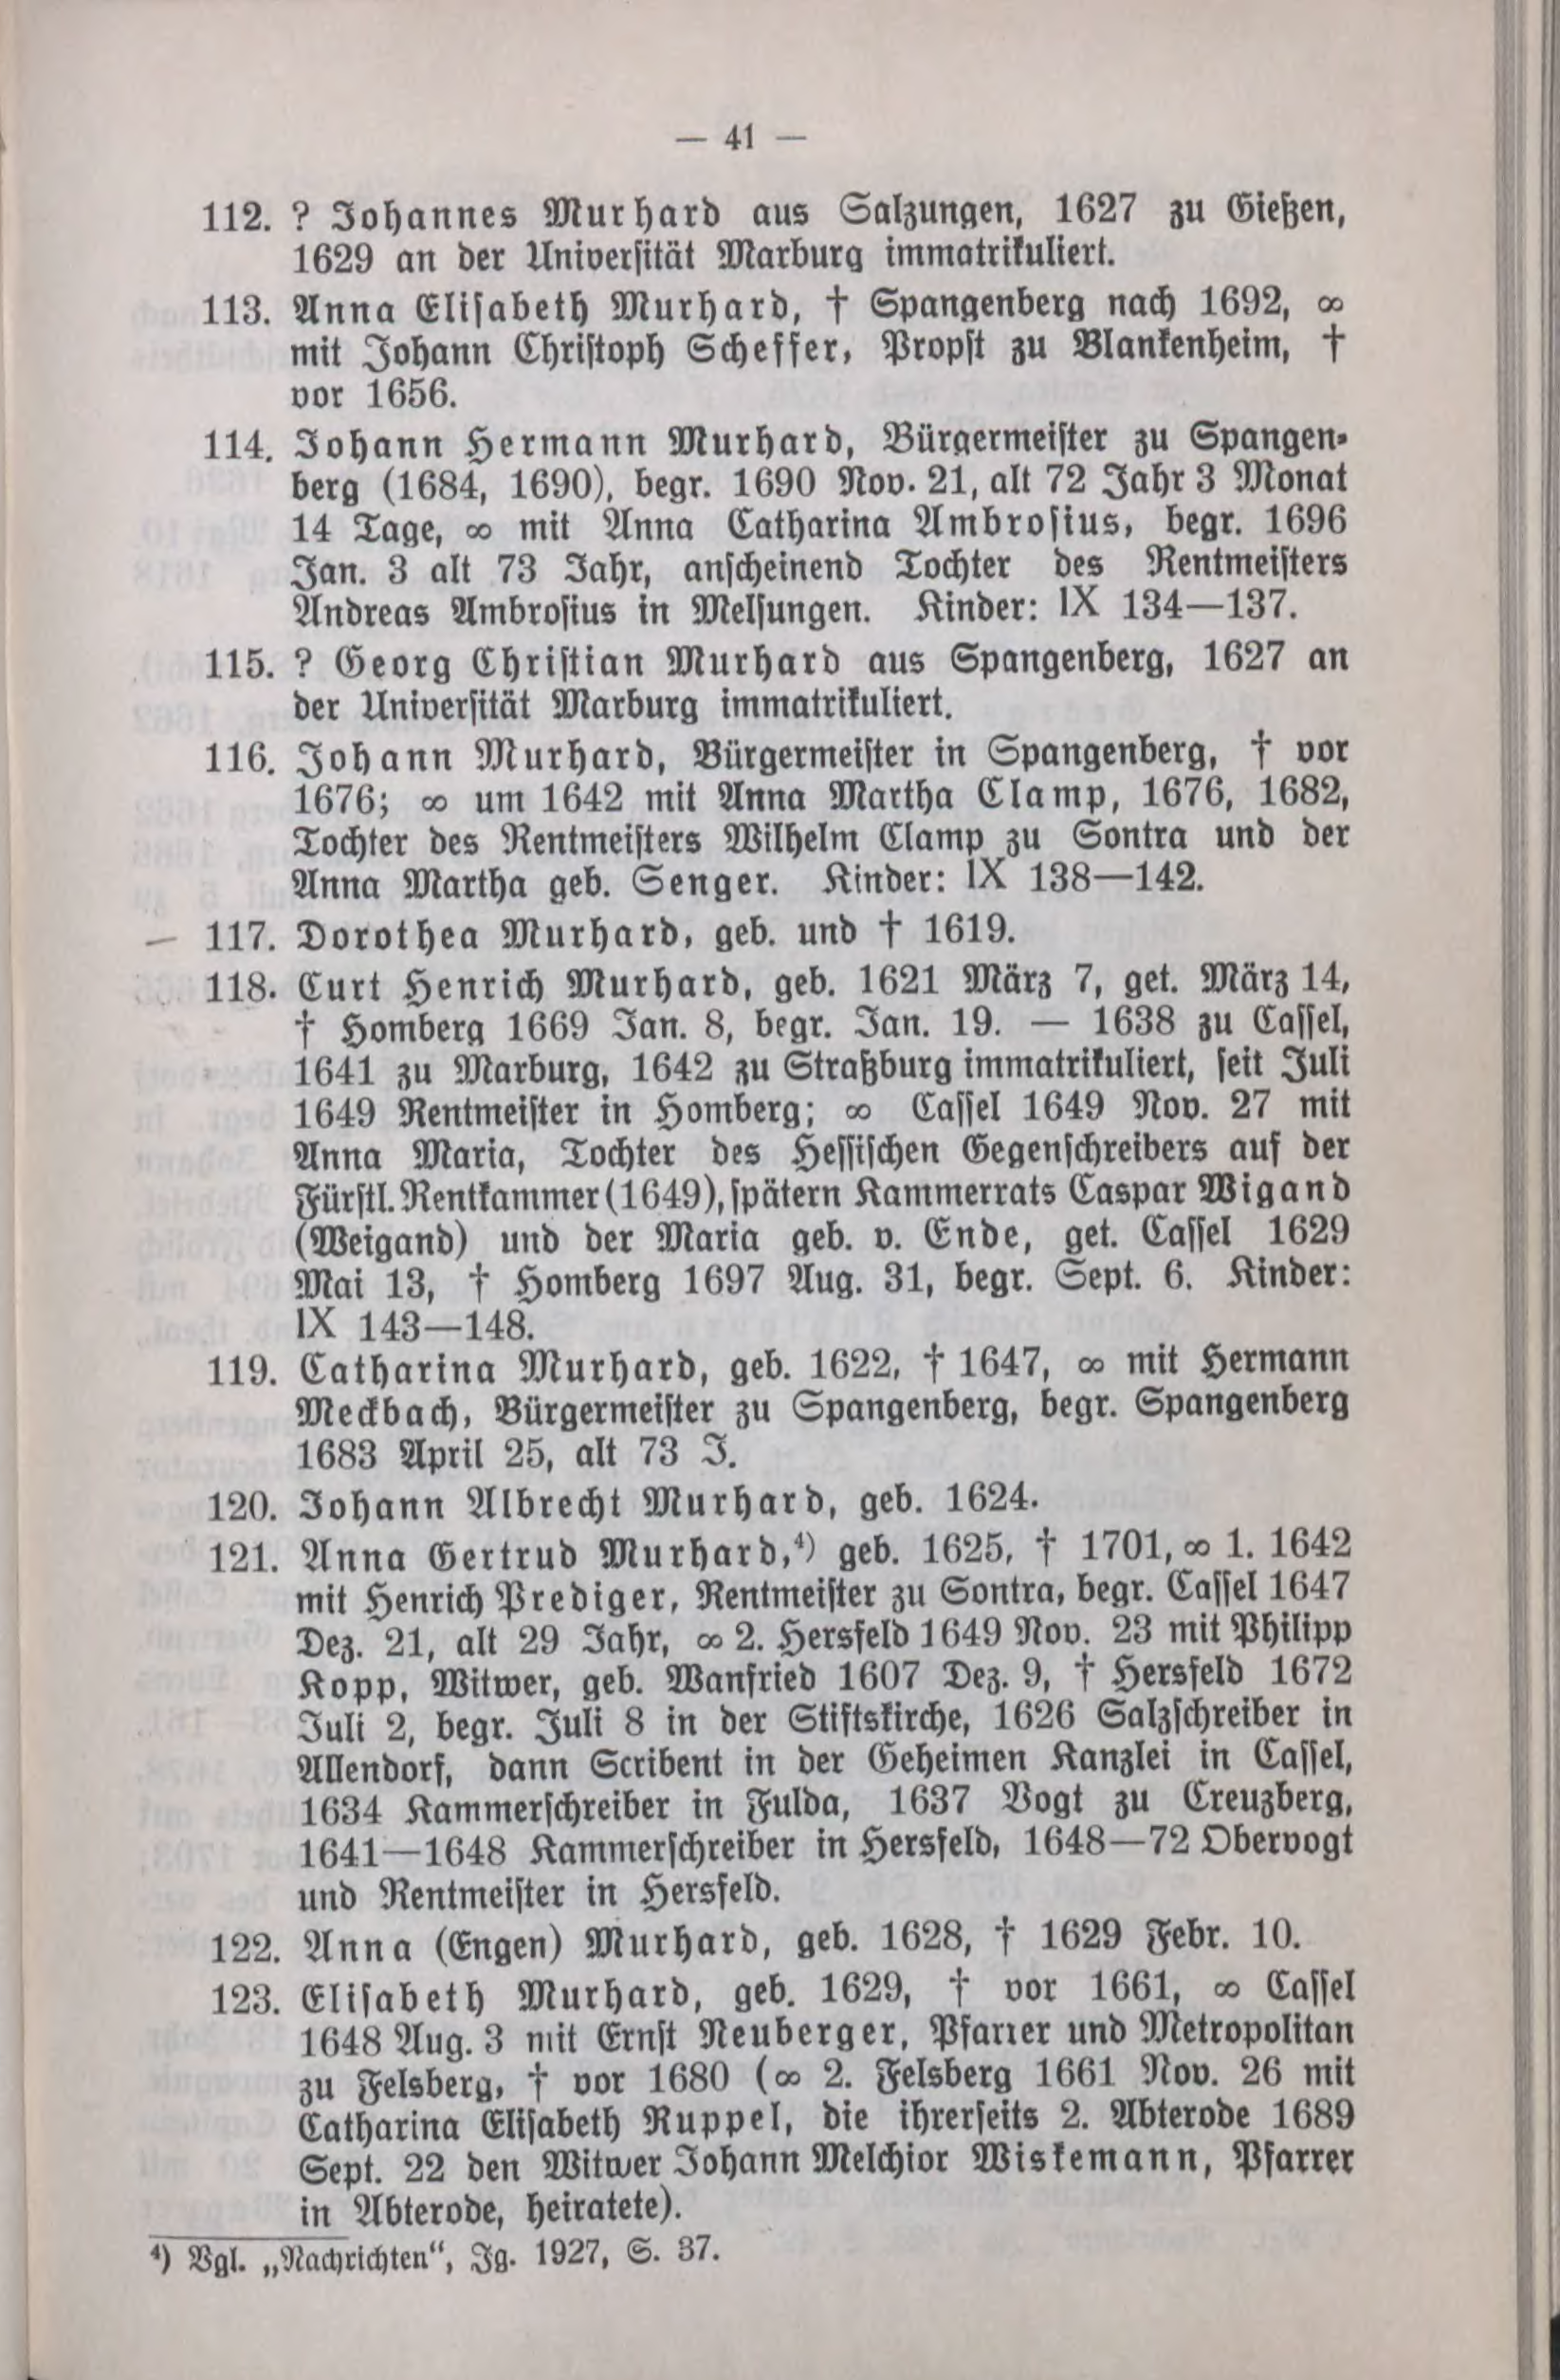 — 41 —
112. ? Johannes Murhard aus Salzungen, 1627 zu Gießen,
1629 an der Universität Marburg immatrikuliert.
113. Anna Elisabeth Murhard, † Spangenberg nach 1692, ∞
mit Johann Christoph Scheffer, Propst zu Blankenheim, †
vor 1656.
114. Johann Hermann Murhard, Bürgermeister zu Spangen-
berg (1684, 1690), begr. 1690 Nov. 21, alt 72 Jahr 3 Monat
14 Tage, ∞ mit Anna Catharina Ambrosius, begr. 1696
Jan. 3 alt 73 Jahr, anscheinend Tochter des Rentmeisters
Andreas Ambrosius in Melsungen. Kinder: IX 134—137.
115. ? Georg Christian Murhard aus Spangenberg, 1627 an
der Universität Marburg immatrikuliert.
116. Johann Murhard, Bürgermeister in Spangenberg, † vor
1676; ∞ um 1642 mit Anna Martha Clamp, 1676, 1682,
Tochter des Rentmeisters Wilhelm Clamp zu Sontra und der
Anna Martha geb. Senger. Kinder: IX 138—142.
117. Dorothea Murhard, geb. und † 1619.
118. Curt Henrich Murhard, geb. 1621 März 7, get. März 14,
† Homberg 1669 Jan. 8, begr. Jan. 19. — 1638 zu Cassel,
1641 zu Marburg, 1642 zu Straßburg immatrikuliert, seit Juli
1649 Rentmeister in Homberg; ∞ Cassel 1649 Nov. 27 mit
Anna Maria, Tochter des Hessischen Gegenschreibers auf der
Fürstl. Rentkammer (1649), spätern Kammerrats Caspar Wigand
(Weigand) und der Maria geb. v. Ende, get. Cassel 1629
Mai 13, † Homberg 1697 Aug. 31, begr. Sept. 6. Kinder:
IX 143—148.
119. Catharina Murhard, geb. 1622, † 1647, ∞ mit Hermann
Meckbach, Bürgermeister zu Spangenberg, begr. Spangenberg
1683 April 25, alt 73 J.
120. Johann Albrecht Murhard, geb. 1624.
121. Anna Gertrud Murhard,⁴) geb. 1625, † 1701, ∞ 1. 1642
mit Henrich Prediger, Rentmeister zu Sontra, begr. Cassel 1647
Dez. 21, alt 29 Jahr, ∞ 2. Hersfeld 1649 Nov. 23 mit Philipp
Kopp, Witwer, geb. Wanfried 1607 Dez. 9, † Hersfeld 1672
Juli 2, begr. Juli 8 in der Stiftskirche, 1626 Salzschreiber in
Allendorf, dann Scribent in der Geheimen Kanzlei in Cassel,
1634 Kammerschreiber in Fulda, 1637 Vogt zu Creuzberg,
1641—1648 Kammerschreiber in Hersfeld, 1648—72 Obervogt
und Rentmeister in Hersfeld.
122. Anna (Engen) Murhard, geb. 1628, † 1629 Febr. 10.
123. Elisabeth Murhard, geb. 1629, † vor 1661, ∞ Cassel
1648 Aug. 3 mit Ernst Neuberger, Pfarrer und Metropolitan
zu Felsberg, † vor 1680 (∞ 2. Felsberg 1661 Nov. 26 mit
Catharina Elisabeth Ruppel, die ihrerseits 2. Abterode 1689
Sept. 22 den Witwer Johann Melchior Wiskemann, Pfarrer
in Abterode, heiratete).
⁴) Vgl. „Nachrichten“, Jg. 1927, S. 37.